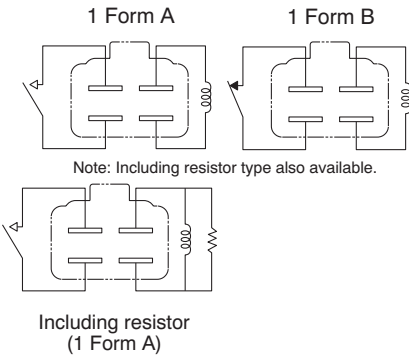 1 Form A
1 Form B
Note: Including resistor type also available.
Including resistor
(1 Form A)